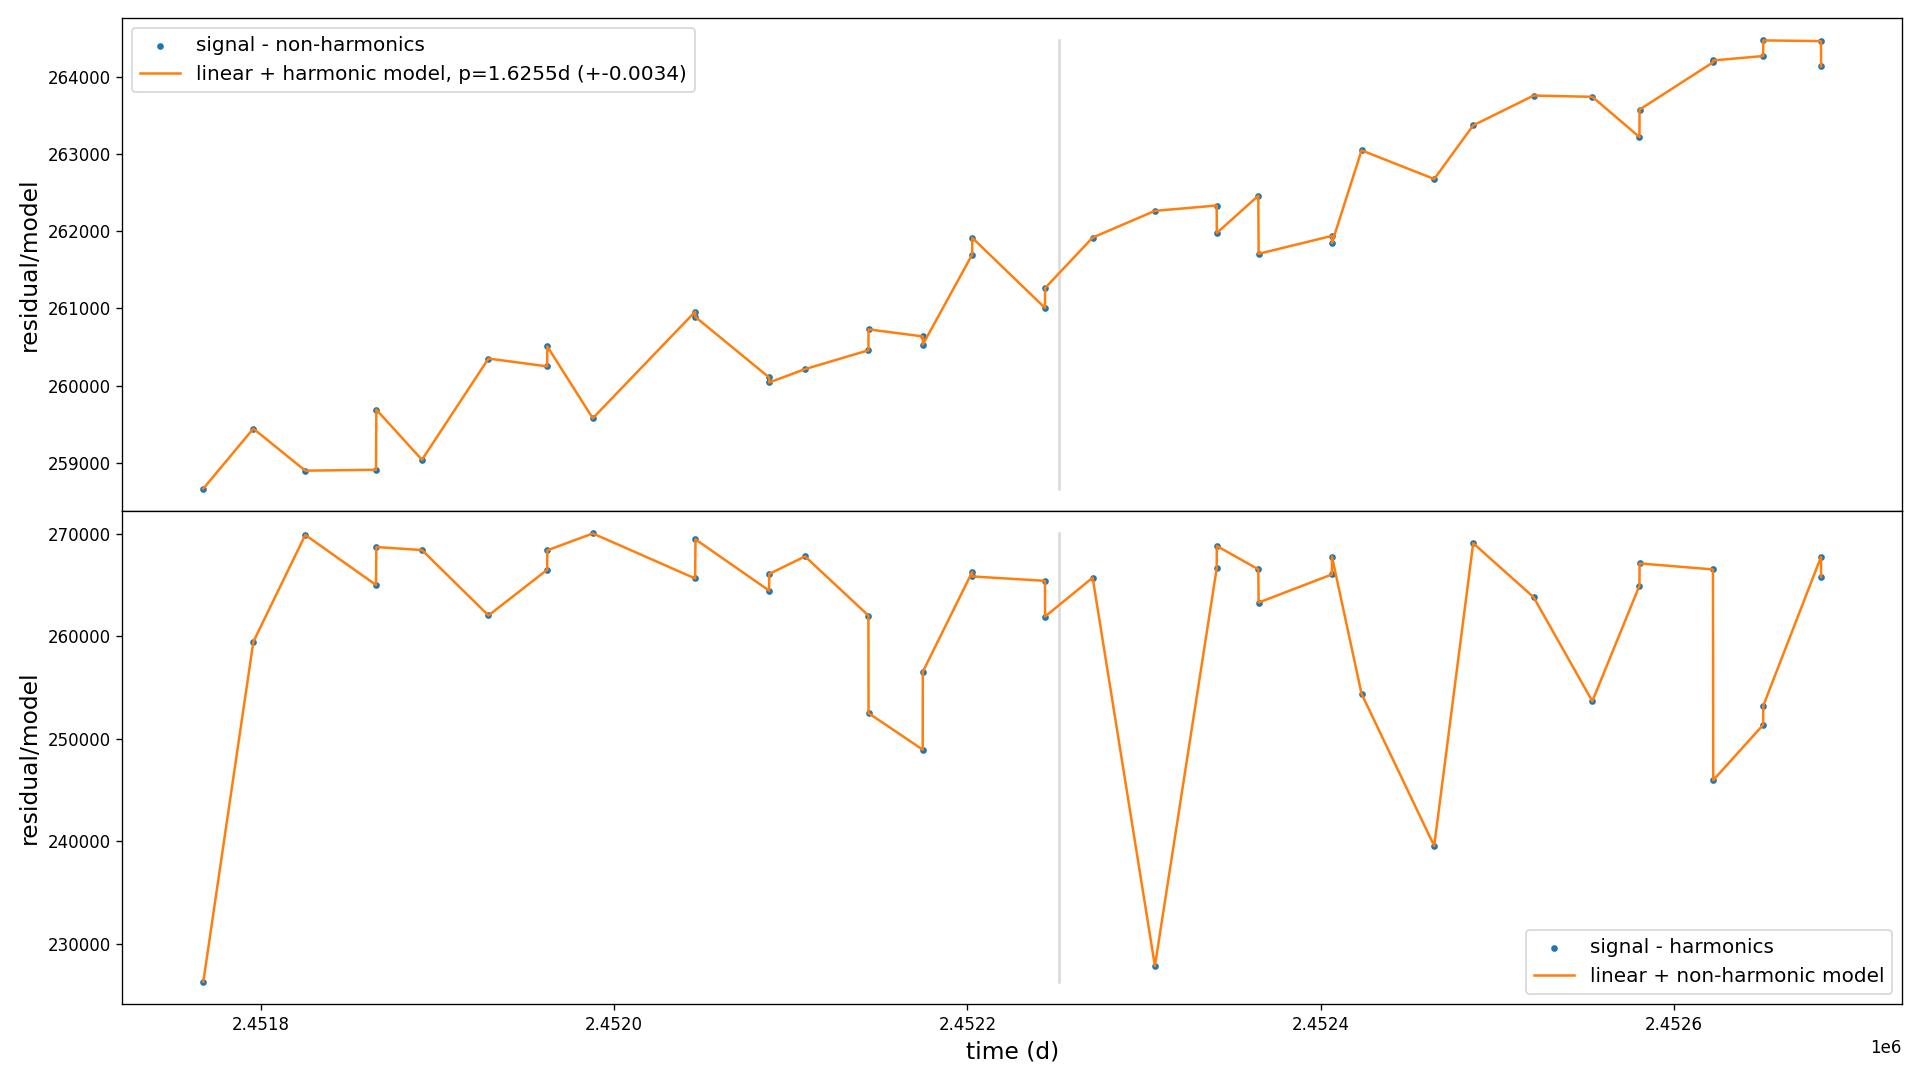 signal - non-harmonics
linear + harmonic model, p=1.6255d (+-0.0034)
264000
263000
262000
261000
260000
259000
residual/model
270000
260000
250000
240000
230000
residual/model
signal - harmonics
linear + non-harmonic model
2.4518
2.4520
2.4522
2.4524
2.4526
1e6
time (d)